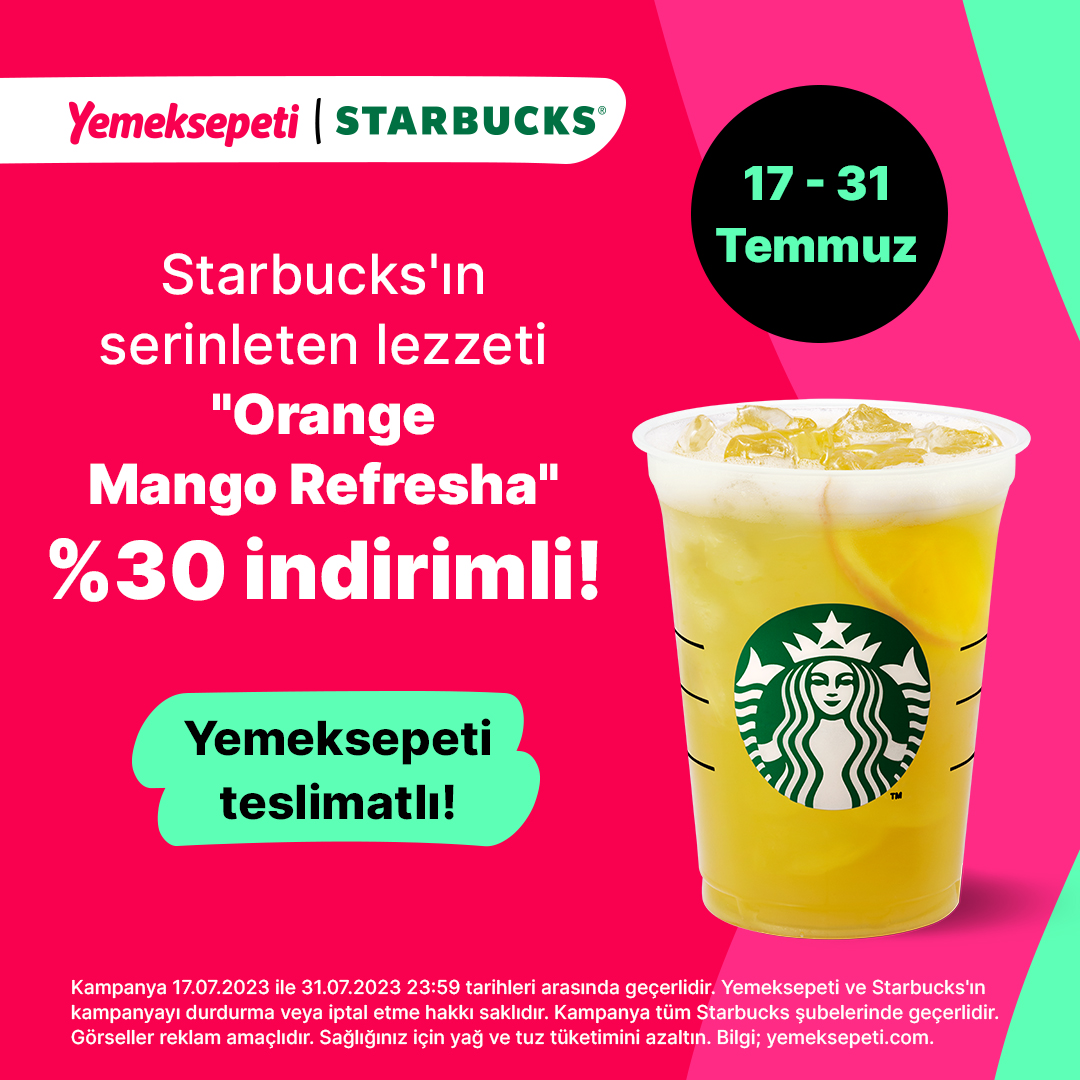 Yemeksepeti | STARBUCKS®
17 - 31
Temmuz
Starbucks'ın
serinleten lezzeti
"Orange
Mango Refresha"
%30 indirimli!
Yemeksepeti
teslimatlı!
TM
Kampanya 17.07.2023 ile 31.07.2023 23:59 tarihleri arasında geçerlidir. Yemeksepeti ve Starbucks'ın
kampanyayı durdurma veya iptal etme hakkı saklıdır. Kampanya tüm Starbucks şubelerinde geçerlidir.
Görseller reklam amaçlıdır. Sağlığınız için yağ ve tuz tüketimini azaltın. Bilgi; yemeksepeti.com.